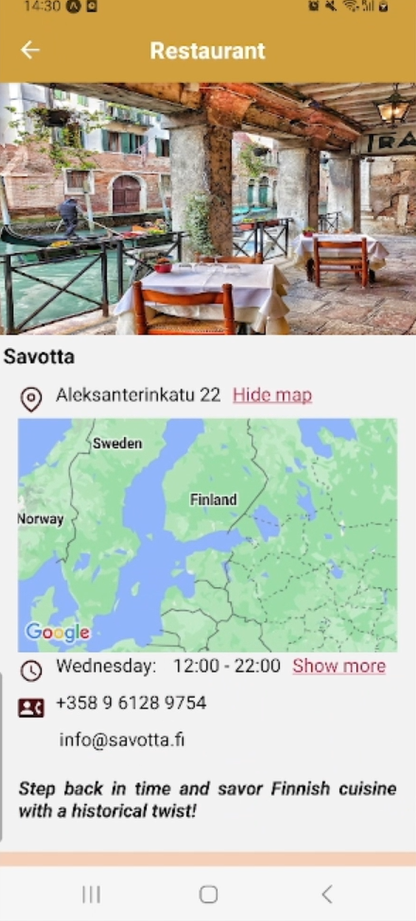 14:30
Restaurant
IRA
Savotta
Aleksanterinkatu 22 Hide map
Sweden
Finland
Norway
Google
Wednesday: 12:00 - 22:00 Show more
+358 9 6128 9754
info@savotta.fi
Step back in time and savor Finnish cuisine
with a historical twist!